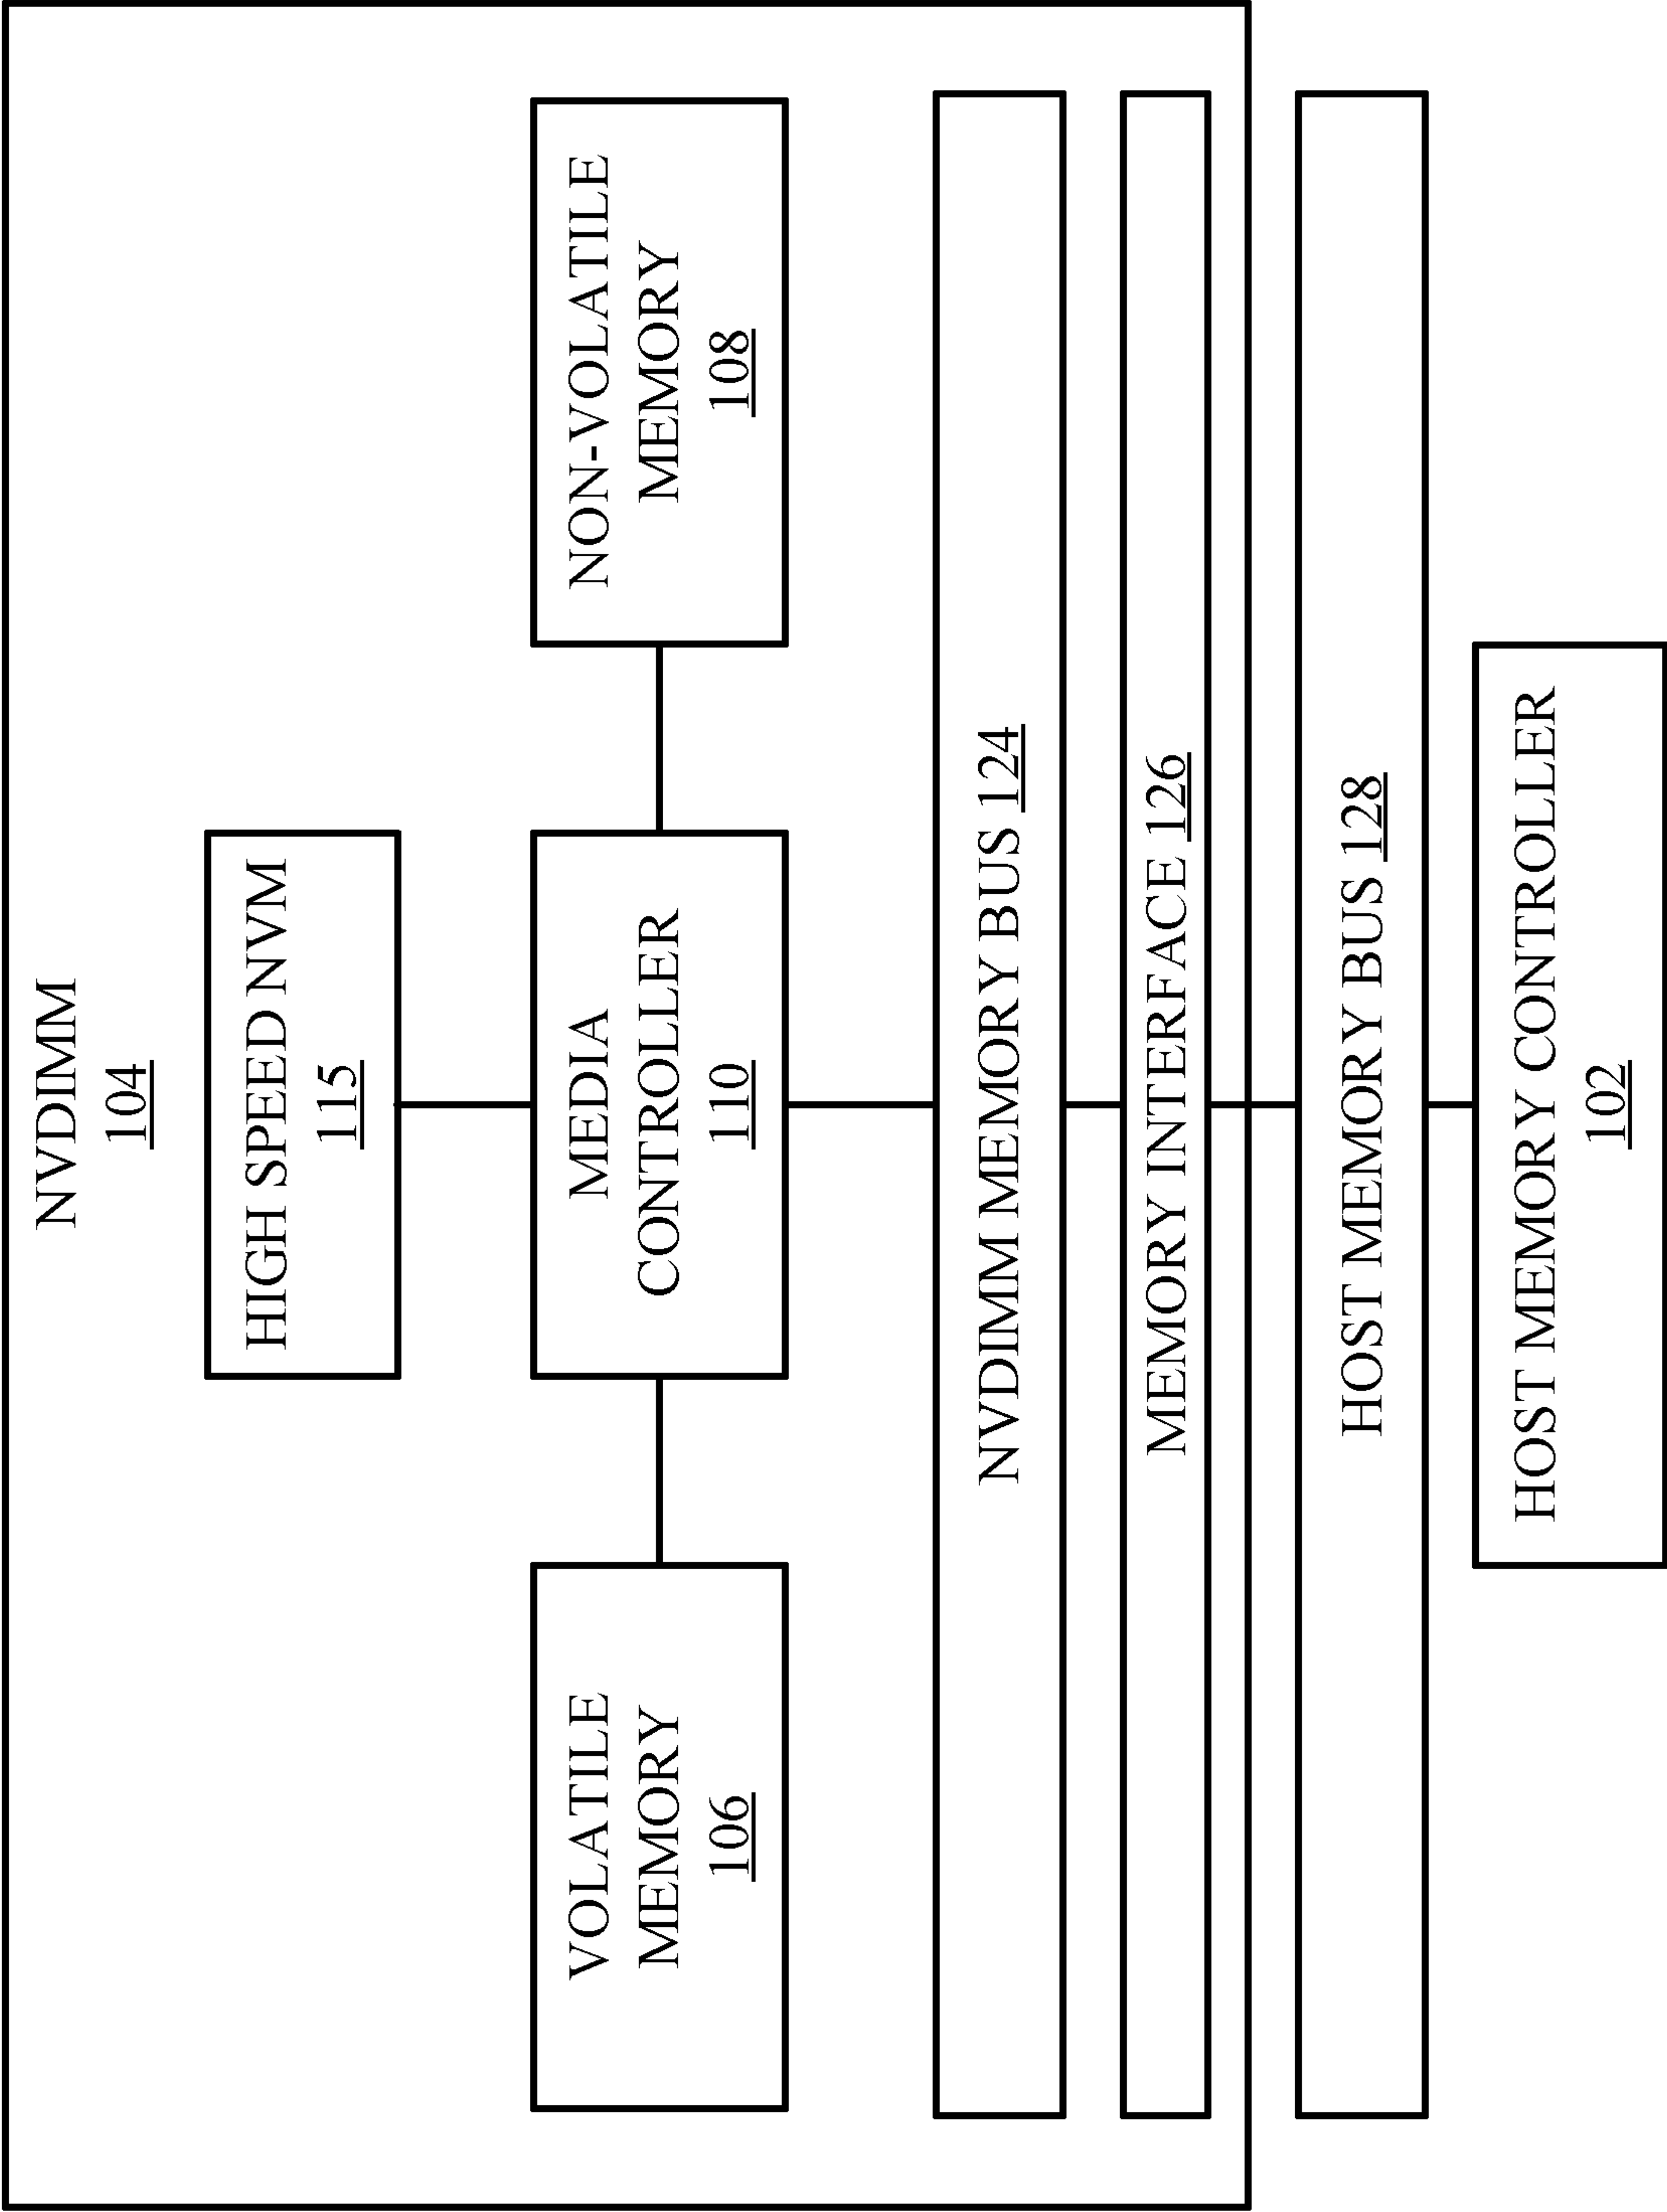 NVDIMM
104
HIGH SPEED NVM
115
VOLATILE
MEMORY
106
MEDIA
CONTROLLER
110
NON-VOLATILE
MEMORY
108
NVDIMM MEMORY BUS 124
MEMORY INTERFACE 126
HOST MEMORY BUS 128
HOST MEMORY CONTROLLER
102